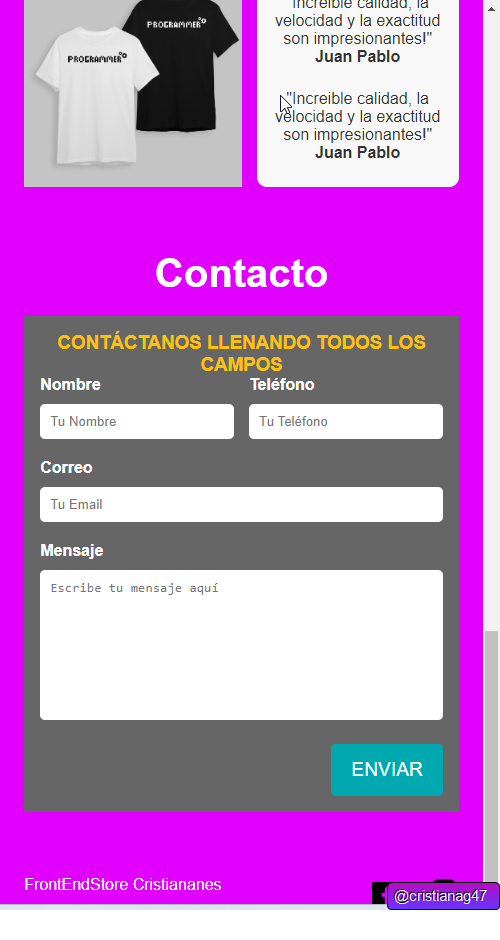 PROGRAMMER
PROGRAMMER
"Increible calidad, la
velocidad y la exactitud
son impresionantes!"
Juan Pablo
"Increible calidad, la
velocidad y la exactitud
son impresionantes!"
Juan Pablo
Contacto
CONTÁCTANOS LLENANDO TODOS LOS
CAMPOS
Nombre
Teléfono
Tu Nombre
Tu Teléfono
Correo
Tu Email
Mensaje
Escribe tu mensaje aquí
ENVIAR
FrontEndStore Cristiananes
@cristianag47